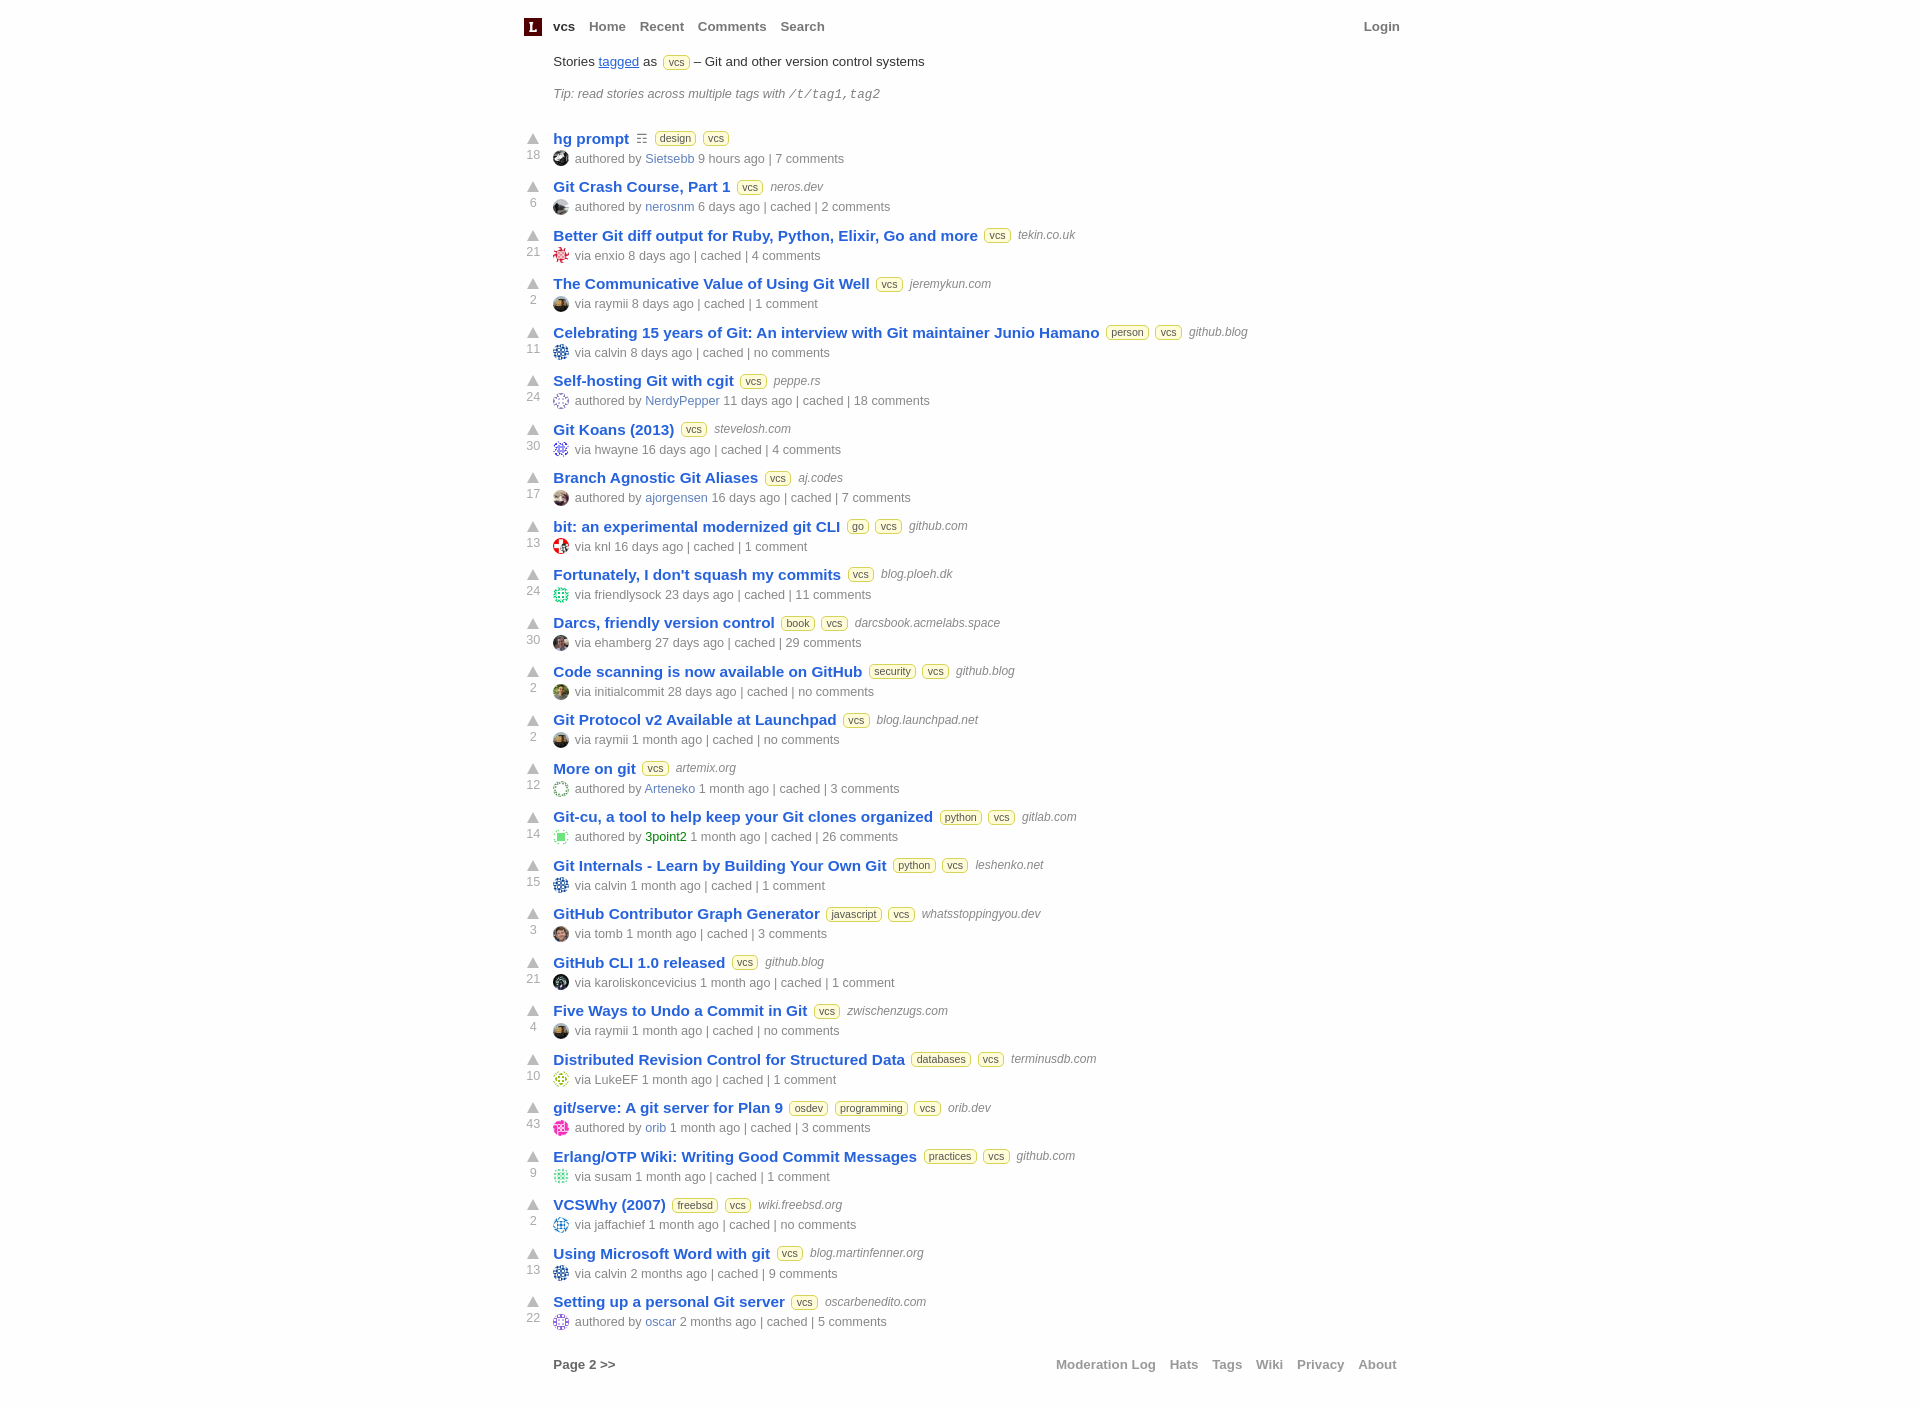 L vcs Home Recent Comments Search Login
Stories tagged as vcs – Git and other version control systems
Tip: read stories across multiple tags with /t/tag1,tag2
hg prompt ☶ design vcs
18 authored by Sietsebb 9 hours ago | 7 comments
Git Crash Course, Part 1 vcs neros.dev
6 authored by nerosnm 6 days ago | cached | 2 comments
Better Git diff output for Ruby, Python, Elixir, Go and more vcs tekin.co.uk
21 via enxio 8 days ago | cached | 4 comments
The Communicative Value of Using Git Well vcs jeremykun.com
2 via raymii 8 days ago | cached | 1 comment
Celebrating 15 years of Git: An interview with Git maintainer Junio Hamano person vcs github.blog
11 via calvin 8 days ago | cached | no comments
Self-hosting Git with cgit vcs peppe.rs
24 authored by NerdyPepper 11 days ago | cached | 18 comments
Git Koans (2013) vcs stevelosh.com
30 via hwayne 16 days ago | cached | 4 comments
Branch Agnostic Git Aliases vcs aj.codes
17 authored by ajorgensen 16 days ago | cached | 7 comments
bit: an experimental modernized git CLI go vcs github.com
13 via knl 16 days ago | cached | 1 comment
Fortunately, I don't squash my commits vcs blog.ploeh.dk
24 via friendlysock 23 days ago | cached | 11 comments
Darcs, friendly version control book vcs darcsbook.acmelabs.space
30 via ehamberg 27 days ago | cached | 29 comments
Code scanning is now available on GitHub security vcs github.blog
2 via initialcommit 28 days ago | cached | no comments
Git Protocol v2 Available at Launchpad vcs blog.launchpad.net
2 via raymii 1 month ago | cached | no comments
More on git vcs artemix.org
12 authored by Arteneko 1 month ago | cached | 3 comments
Git-cu, a tool to help keep your Git clones organized python vcs gitlab.com
14 authored by 3point2 1 month ago | cached | 26 comments
Git Internals - Learn by Building Your Own Git python vcs leshenko.net
15 via calvin 1 month ago | cached | 1 comment
GitHub Contributor Graph Generator javascript vcs whatsstoppingyou.dev
3 via tomb 1 month ago | cached | 3 comments
GitHub CLI 1.0 released vcs github.blog
21 via karoliskoncevicius 1 month ago | cached | 1 comment
Five Ways to Undo a Commit in Git vcs zwischenzugs.com
4 via raymii 1 month ago | cached | no comments
Distributed Revision Control for Structured Data databases vcs terminusdb.com
10 via LukeEF 1 month ago | cached | 1 comment
git/serve: A git server for Plan 9 osdev programming vcs orib.dev
43 authored by orib 1 month ago | cached | 3 comments
Erlang/OTP Wiki: Writing Good Commit Messages practices vcs github.com
9 via susam 1 month ago | cached | 1 comment
VCSWhy (2007) freebsd vcs wiki.freebsd.org
2 via jaffachief 1 month ago | cached | no comments
Using Microsoft Word with git vcs blog.martinfenner.org
13 via calvin 2 months ago | cached | 9 comments
Setting up a personal Git server vcs oscarbenedito.com
22 authored by oscar 2 months ago | cached | 5 comments
Page 2 >> Moderation Log Hats Tags Wiki Privacy About